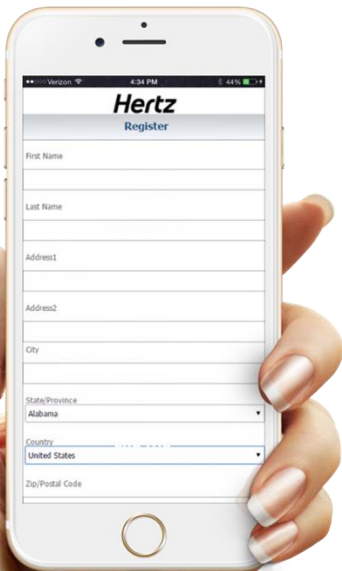 Verizon 4:34 PM 44%
Hertz
Register
First Name
Last Name
Address1
Address2
City
State/Province
Alabama
Country
United States
Zip/Postal Code